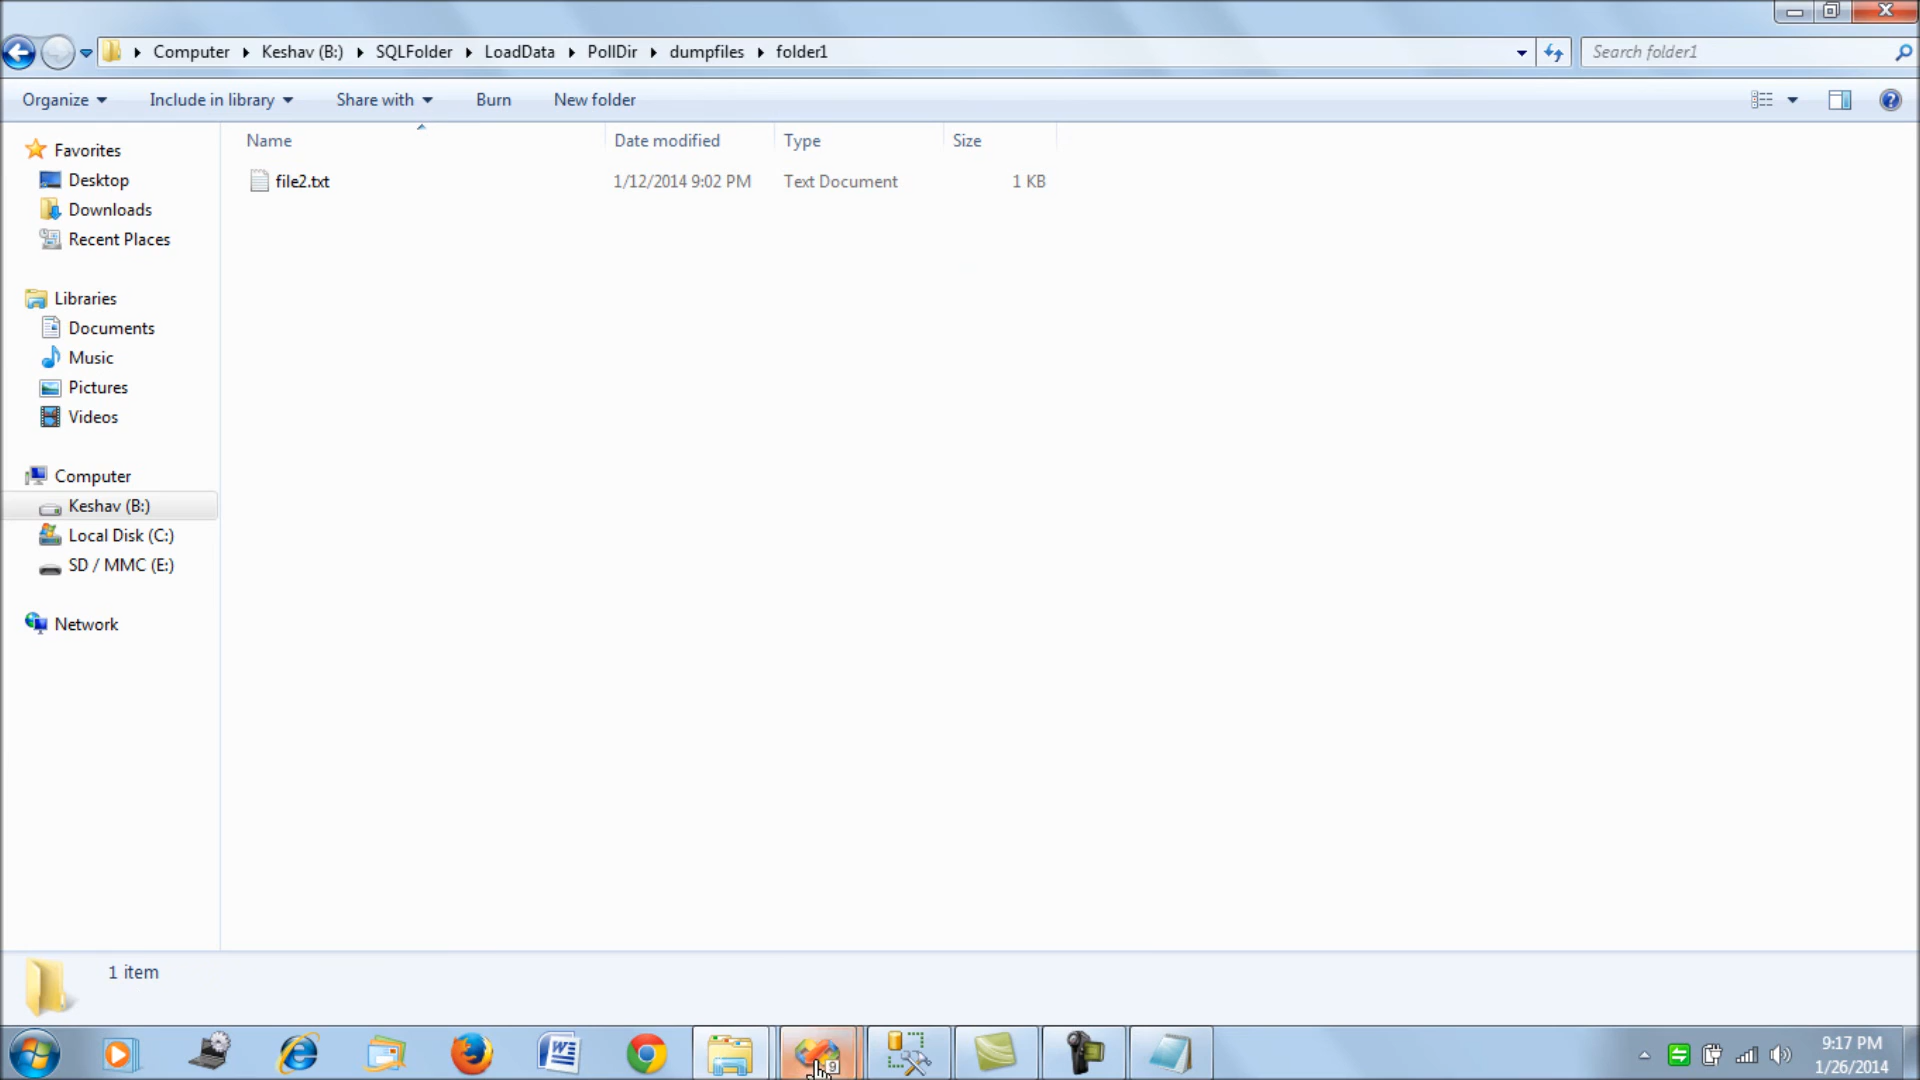 Computer Keshav (B:) SQLFolder LoadData PollDir dumpfiles folder1
Search folder1
Organize Include in library Share with Burn New folder
Name Date modified Type Size
file2.txt 1/12/2014 9:02 PM Text Document 1 KB
Favorites
Desktop
Downloads
Recent Places
Libraries
Documents
Music
Pictures
Videos
Computer
Keshav (B:)
Local Disk (C:)
SD / MMC (E:)
Network
1 item
9
9:17 PM
1/26/2014